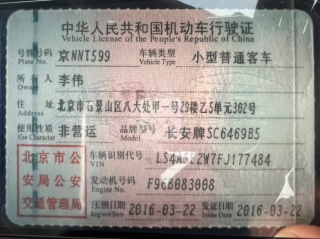 中华人民共和国机动车行驶证
Vehicle License of the People's Republic of China
号牌号码 京NNT599 车辆类型 小型普通客车
Plate No. Vehicle Type
所有人 李伟
Owner
住址 北京市石景山区八大处甲一号29楼乙5单元302号
Address
使用性质 非营运 品牌型号 长安牌SC6469B5
Use Character Model
北京市公 车辆识别代号 LS4ASE2W7FJ177484
VIN
安局公安 发动机号码 F96B083008
Engine No.
交通管理局 注册日期 2016-03-22 发证日期 2016-03-22
Register Date Issue Date